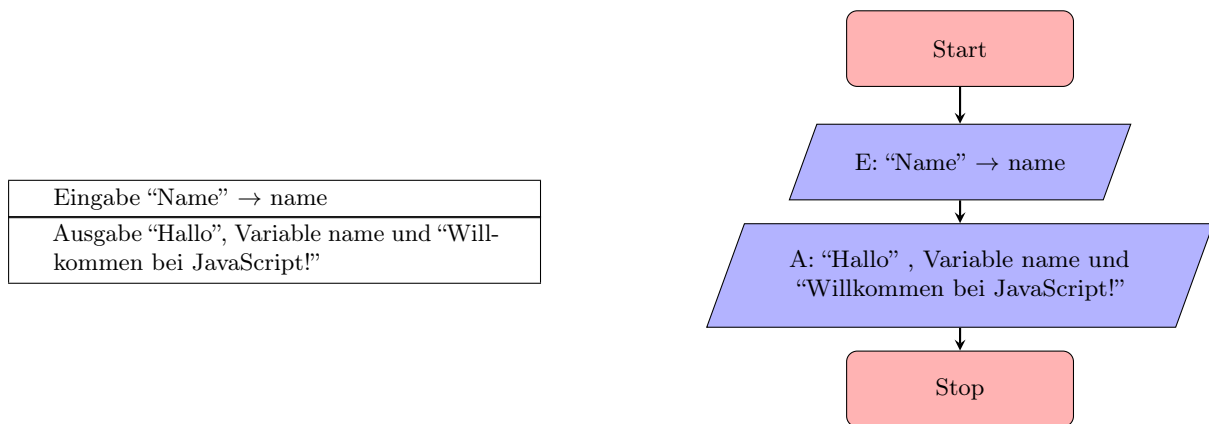 Eingabe “Name” → name
Ausgabe “Hallo”, Variable name und “Will-
kommen bei JavaScript!”
Start
E: “Name” → name
A: “Hallo” , Variable name und
“Willkommen bei JavaScript!”
Stop